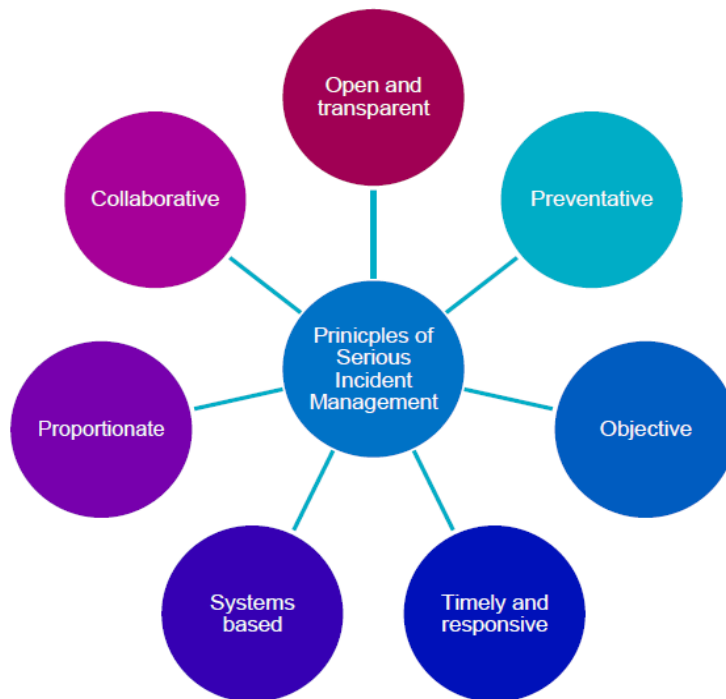 Open and
transparent
Collaborative
Preventative
Prinicples of
Serious
Incident
Management
Proportionate
Objective
Systems
based
Timely and
responsive